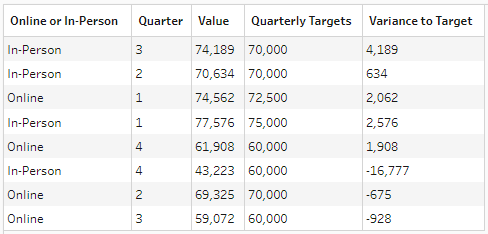 Online or In-Person Quarter Value Quarterly Targets Variance to Target
In-Person 3 74,189 70,000 4,189
In-Person 2 70,634 70,000 634
Online 1 74,562 72,500 2,062
In-Person 1 77,576 75,000 2,576
Online 4 61,908 60,000 1,908
In-Person 4 43,223 60,000 -16,777
Online 2 69,325 70,000 -675
Online 3 59,072 60,000 -928